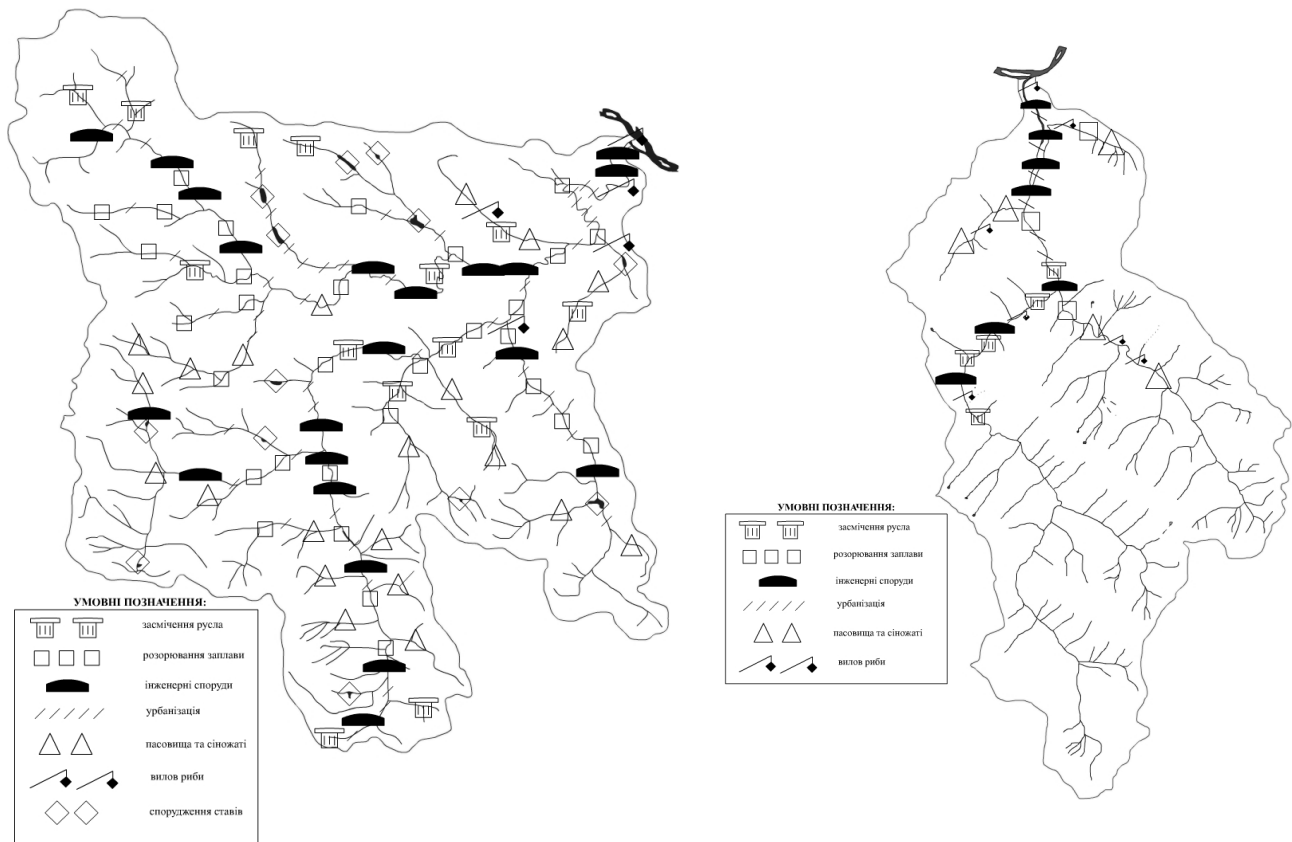 УМОВНІ ПОЗНАЧЕННЯ:
засмічення русла
розорювання заплави
інженерні споруди
урбанізація
пасовища та сіножаті
вилов риби
спорудження ставів
УМОВНІ ПОЗНАЧЕННЯ:
засмічення русла
розорювання заплави
інженерні споруди
урбанізація
пасовища та сіножаті
вилов риби